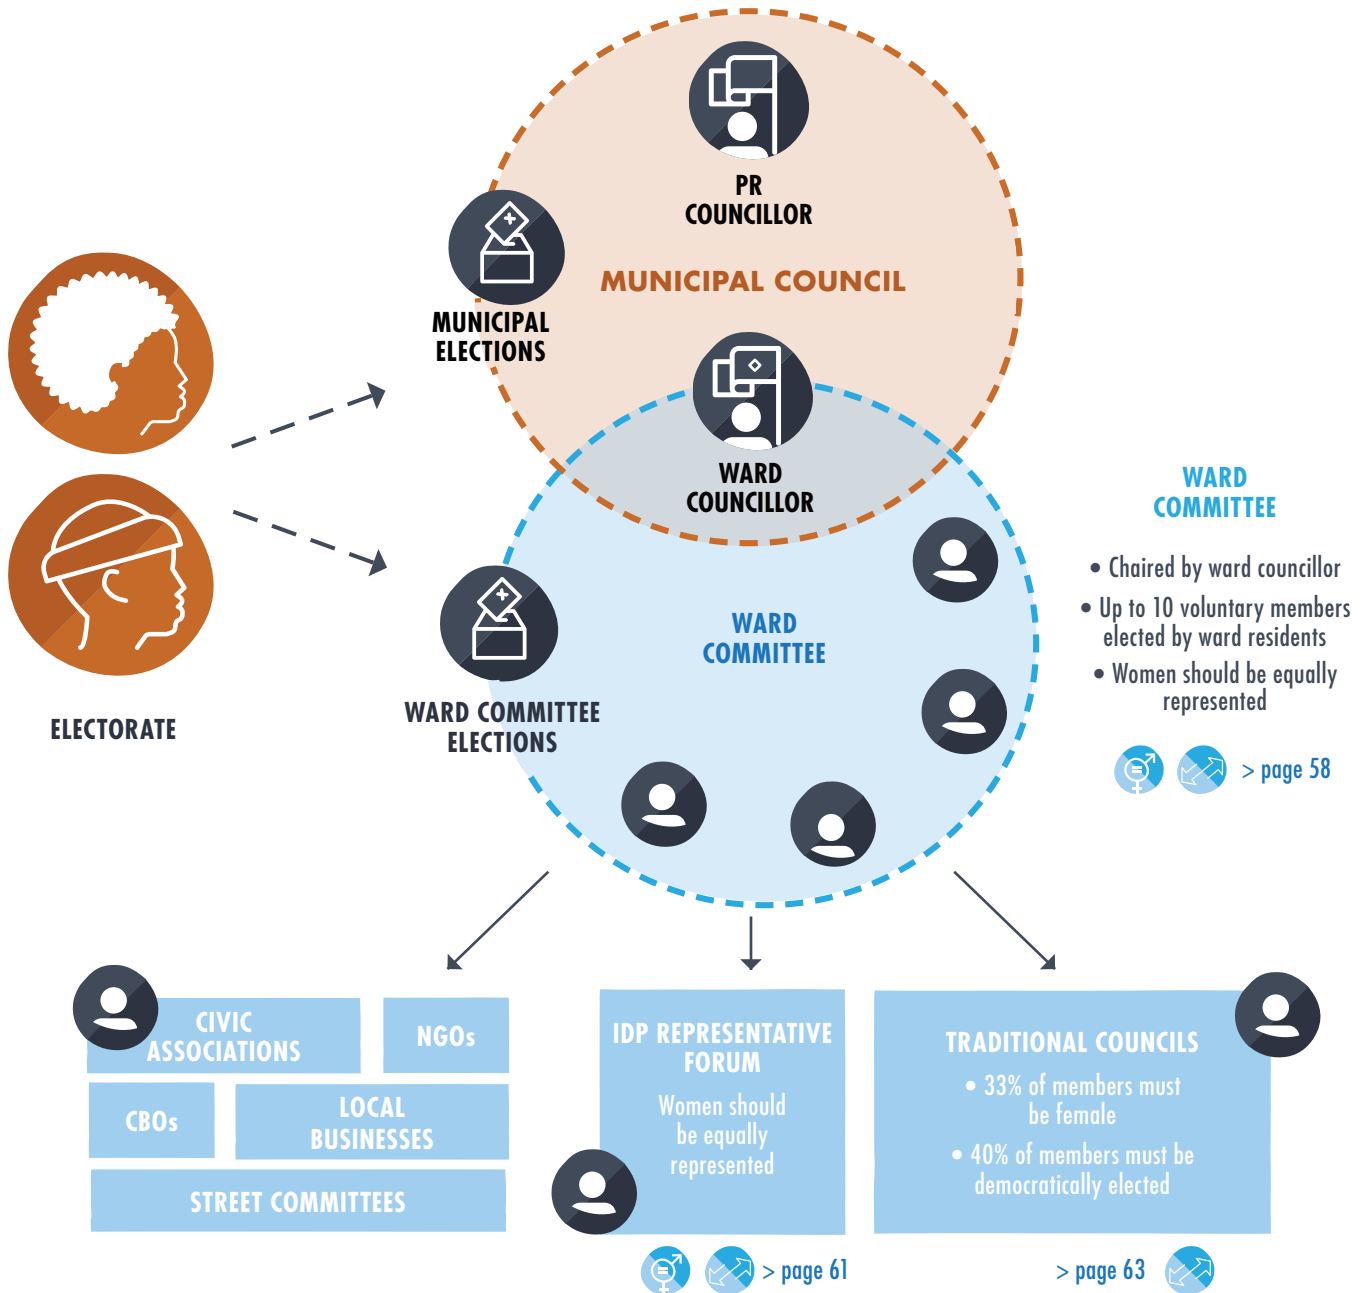 PR
COUNCILLOR
MUNICIPAL COUNCIL
MUNICIPAL
ELECTIONS
WARD
COUNCILLOR
WARD
COMMITTEE
• Chaired by ward councillor
• Up to 10 voluntary members
elected by ward residents
• Women should be equally
represented
> page 58
WARD
COMMITTEE
WARD COMMITTEE
ELECTIONS
ELECTORATE
CIVIC
ASSOCIATIONS
NGOs
CBOs
LOCAL
BUSINESSES
STREET COMMITTEES
IDP REPRESENTATIVE
FORUM
Women should
be equally
represented
> page 61
TRADITIONAL COUNCILS
• 33% of members must
be female
• 40% of members must be
democratically elected
> page 63